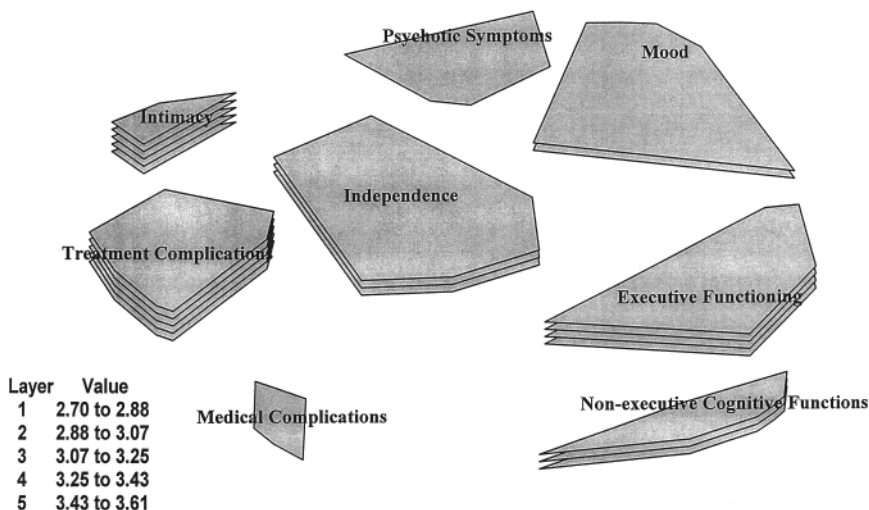 Psychotic Symptoms
Mood
Intimacy
Independence
Treatment Complications
Executive Functioning
Medical Complications
Non-executive Cognitive Functions
Layer Value
1 2.70 to 2.88
2 2.88 to 3.07
3 3.07 to 3.25
4 3.25 to 3.43
5 3.43 to 3.61